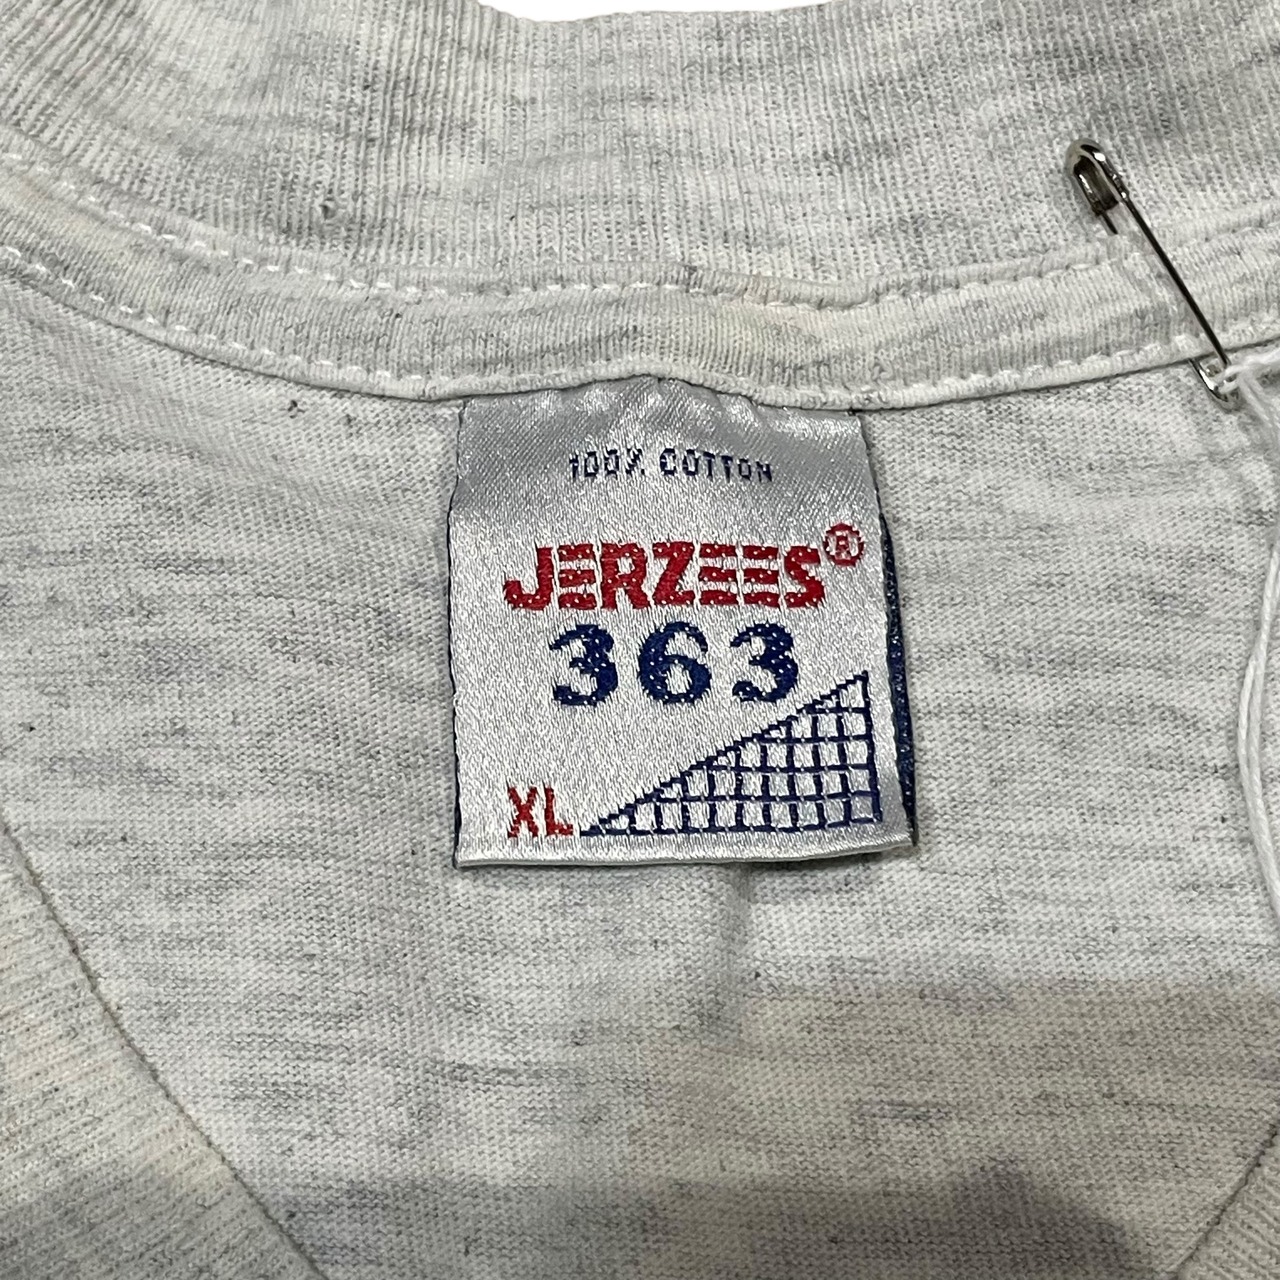 100% COTTON
JERZEES®
363
XL